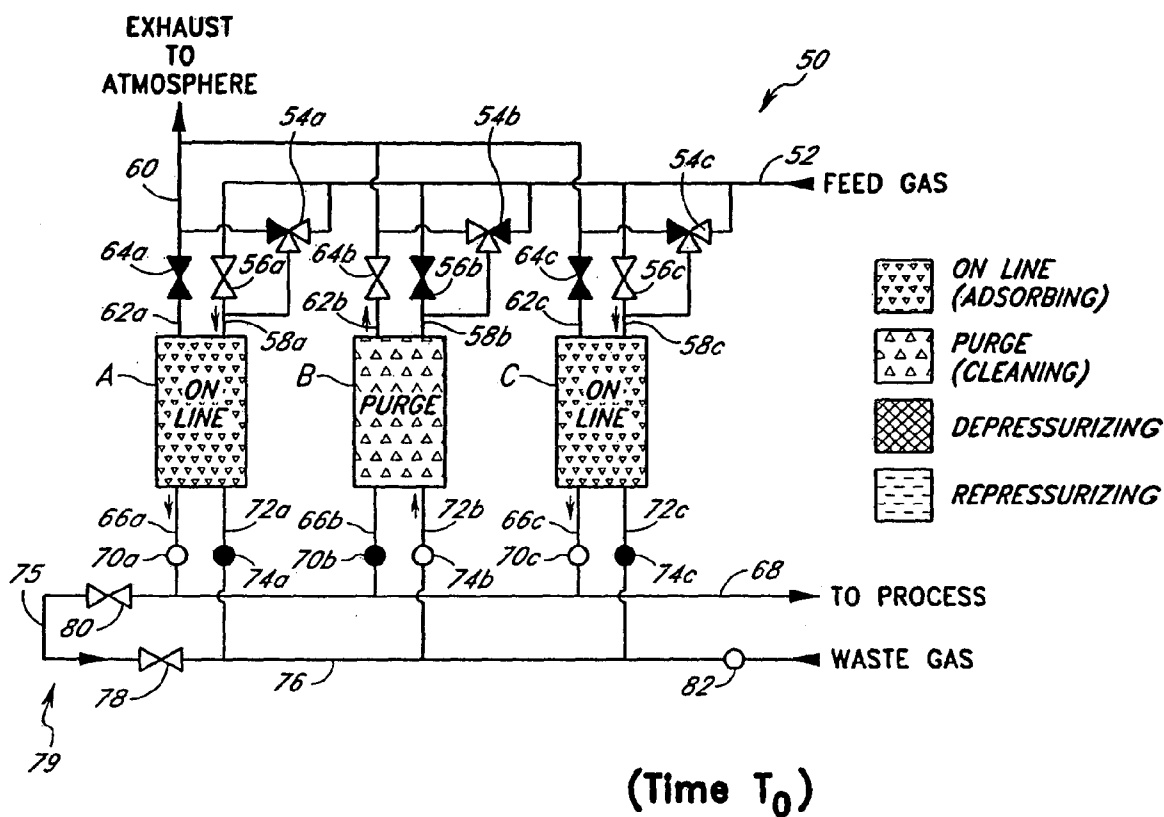 EXHAUST
TO
ATMOSPHERE
50
54a
54b
54c
52
60
FEED GAS
64a
56a
64b
56b
64c
56c
62a
58a
62b
58b
62c
58c
ON LINE
(ADSORBING)
PURGE
(CLEANING)
DEPRESSURIZING
REPRESSURIZING
A
ON
LINE
B
PURGE
C
ON
LINE
66a
72a
66b
72b
66c
72c
70a
74a
70b
74b
70c
74c
75
80
68
TO PROCESS
78
76
82
WASTE GAS
79
(Time T0)